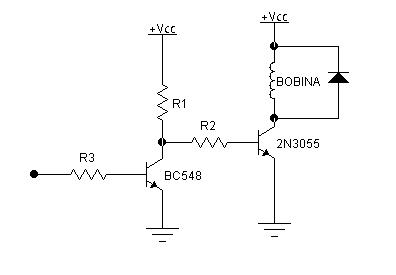 +Vcc
+Vcc
BOBINA
R1
R2
2N3055
R3
BC548